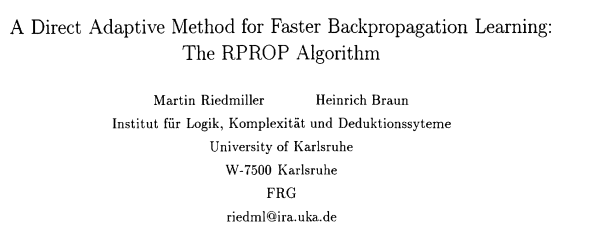 A Direct Adaptive Method for Faster Backpropagation Learning:
The RPROP Algorithm
Martin Riedmiller Heinrich Braun
Institut für Logik, Komplexität und Deduktionssyteme
University of Karlsruhe
W-7500 Karlsruhe
FRG
riedml@ira.uka.de